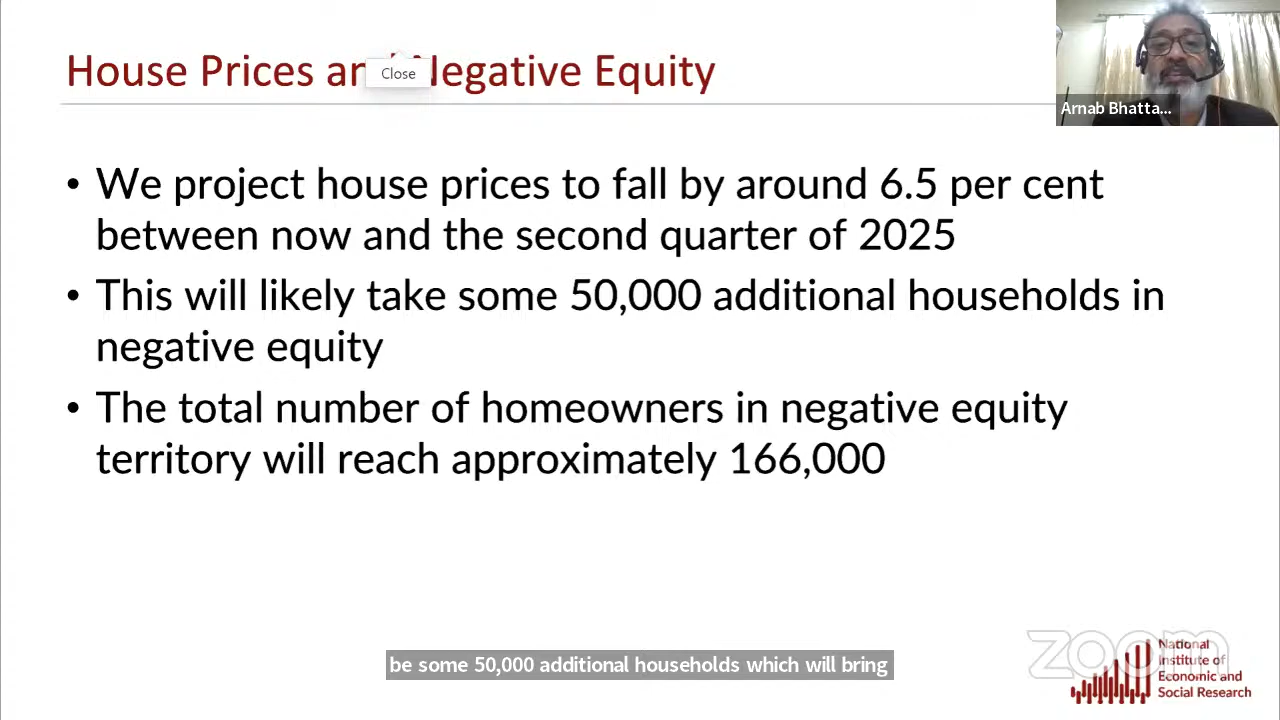 House Prices an Negative Equity
Close
Arnab Bhatta...
• We project house prices to fall by around 6.5 per cent
between now and the second quarter of 2025
• This will likely take some 50,000 additional households in
negative equity
• The total number of homeowners in negative equity
territory will reach approximately 166,000
be some 50,000 additional households which will bring
zoom
National
Institute of
Economic and
Social Research